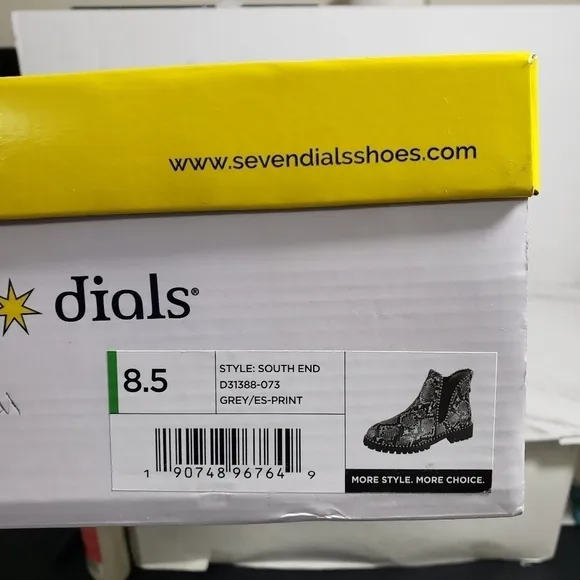 www.sevendialsshoes.com
dials®
8.5
STYLE: SOUTH END
D31388-073
GREY/ES-PRINT
1 90748 96764 9
MORE STYLE. MORE CHOICE.